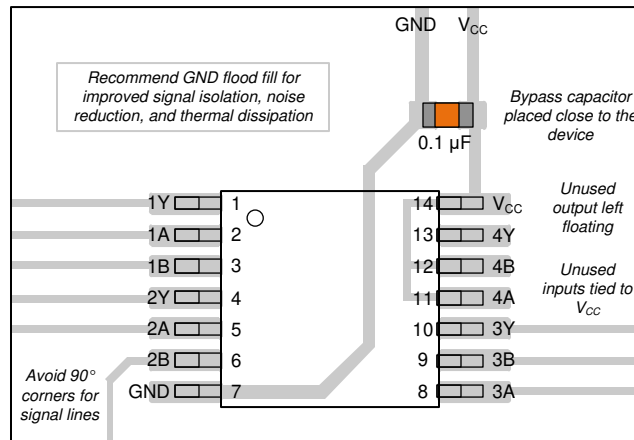 GND
V_CC
Recommend GND flood fill for
improved signal isolation, noise
reduction, and thermal dissipation
Bypass capacitor
placed close to the
device
0.1 µF
1Y
1
14
V_CC
Unused
output left
floating
1A
2
13
4Y
1B
3
12
4B
2Y
4
11
4A
Unused
inputs tied to
V_CC
2A
5
10
3Y
2B
6
9
3B
GND
7
8
3A
Avoid 90°
corners for
signal lines